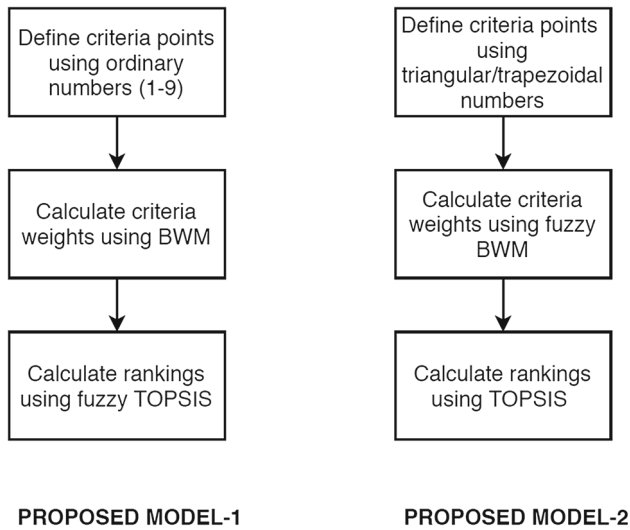 Define criteria points
using ordinary
numbers (1-9)
Calculate criteria
weights using BWM
Calculate rankings
using fuzzy TOPSIS
PROPOSED MODEL-1
Define criteria points
using
triangular/trapezoidal
numbers
Calculate criteria
weights using fuzzy
BWM
Calculate rankings
using TOPSIS
PROPOSED MODEL-2